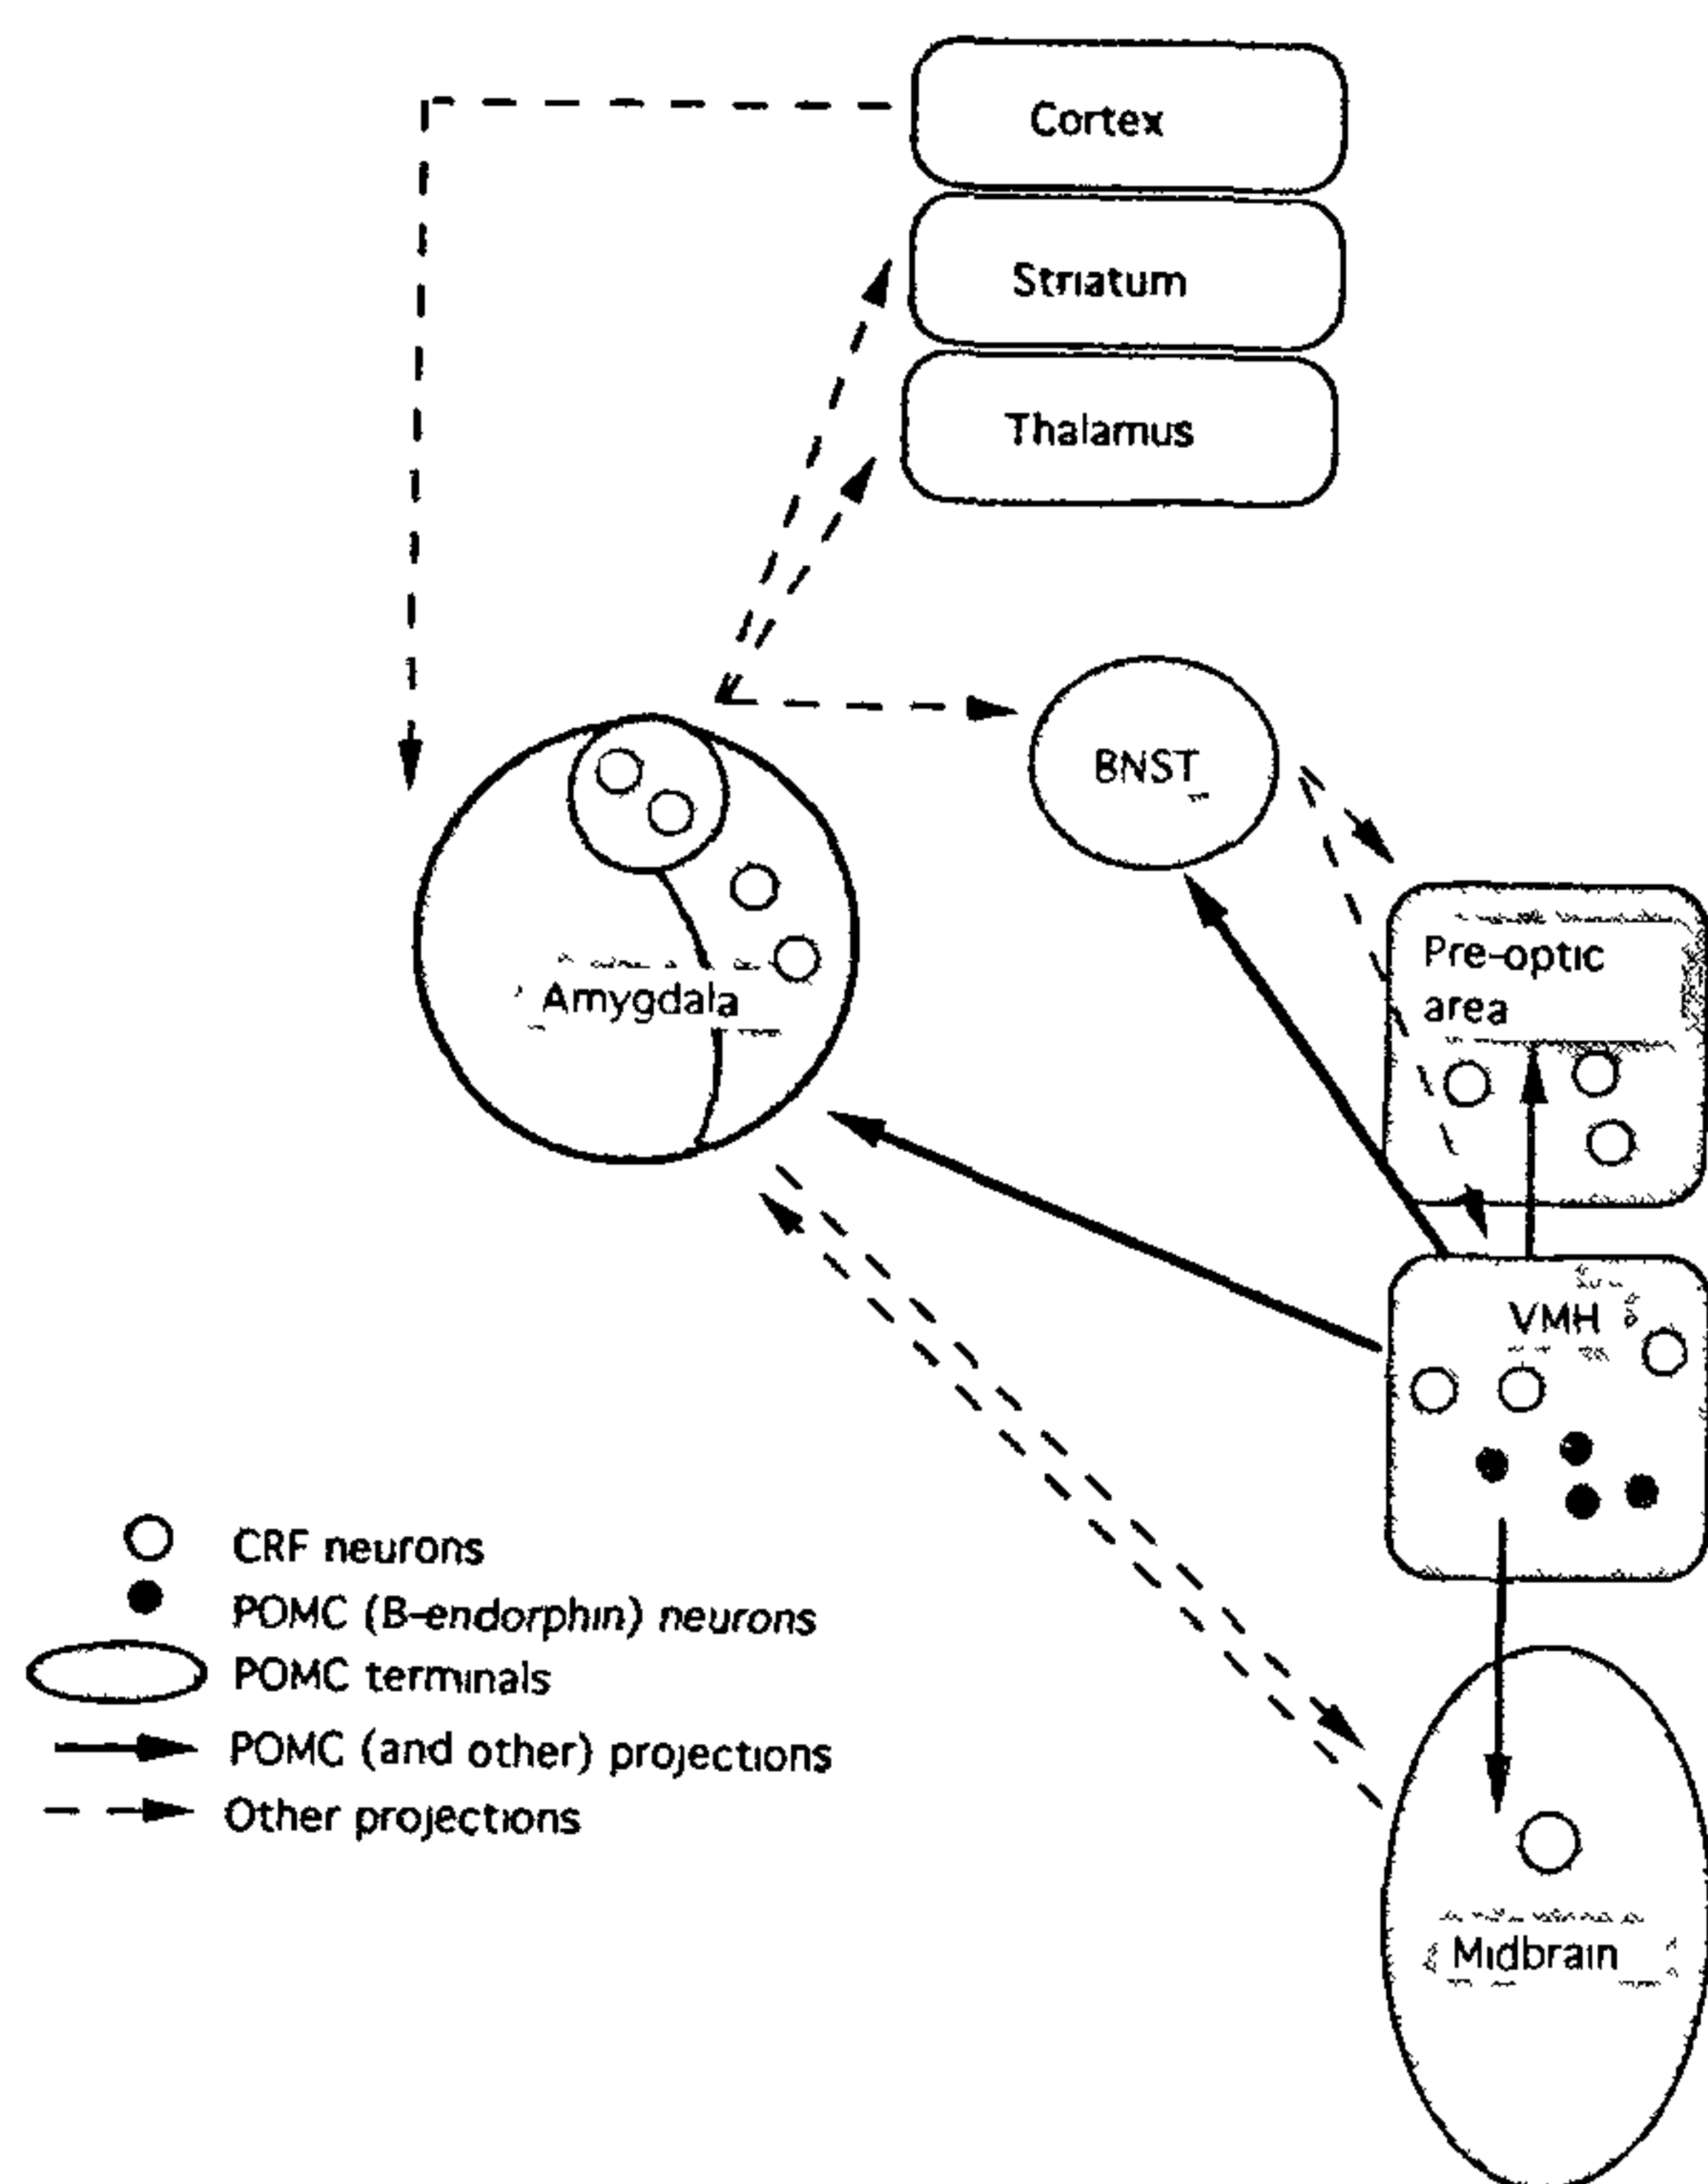 Cortex
Striatum
Thalamus
BNST
Pre-optic
area
Amygdala
VMH
CRF neurons
POMC (B-endorphin) neurons
POMC terminals
POMC (and other) projections
Other projections
Midbrain